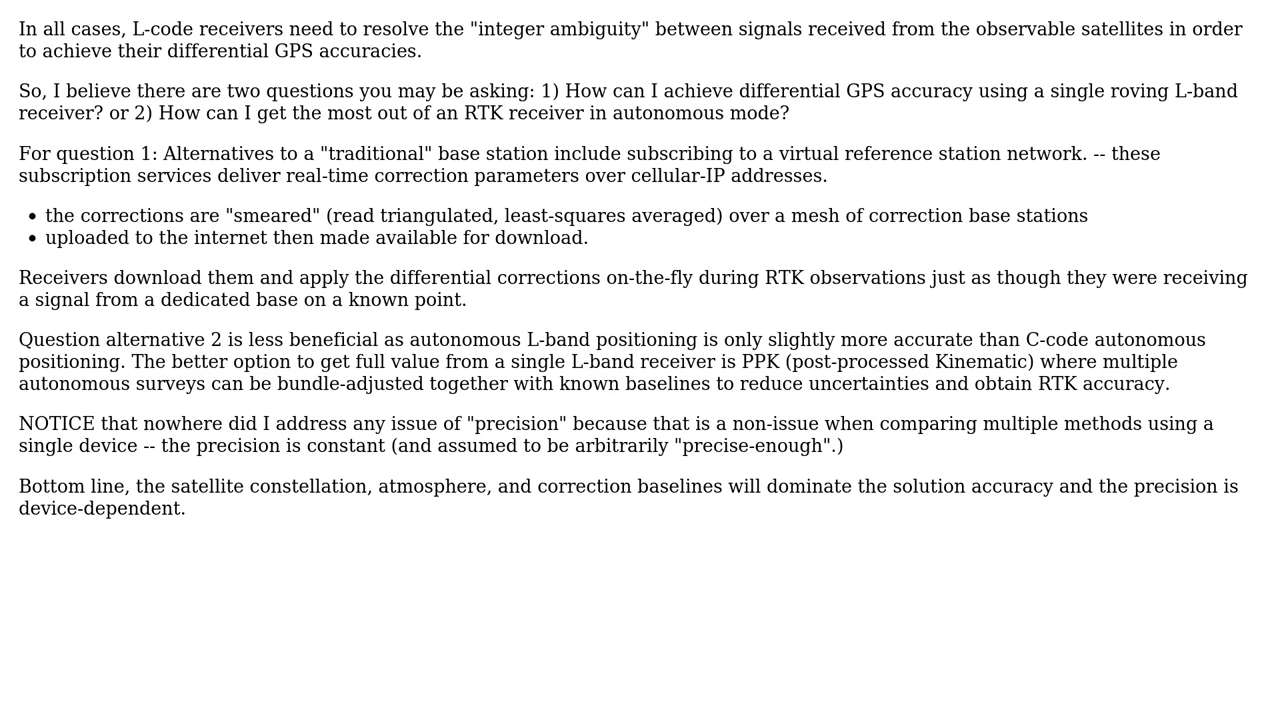 In all cases, L-code receivers need to resolve the "integer ambiguity" between signals received from the observable satellites in order
to achieve their differential GPS accuracies.
So, I believe there are two questions you may be asking: 1) How can I achieve differential GPS accuracy using a single roving L-band
receiver? or 2) How can I get the most out of an RTK receiver in autonomous mode?
For question 1: Alternatives to a "traditional" base station include subscribing to a virtual reference station network. -- these
subscription services deliver real-time correction parameters over cellular-IP addresses.
• the corrections are "smeared" (read triangulated, least-squares averaged) over a mesh of correction base stations
• uploaded to the internet then made available for download.
Receivers download them and apply the differential corrections on-the-fly during RTK observations just as though they were receiving
a signal from a dedicated base on a known point.
Question alternative 2 is less beneficial as autonomous L-band positioning is only slightly more accurate than C-code autonomous
positioning. The better option to get full value from a single L-band receiver is PPK (post-processed Kinematic) where multiple
autonomous surveys can be bundle-adjusted together with known baselines to reduce uncertainties and obtain RTK accuracy.
NOTICE that nowhere did I address any issue of "precision" because that is a non-issue when comparing multiple methods using a
single device -- the precision is constant (and assumed to be arbitrarily "precise-enough".)
Bottom line, the satellite constellation, atmosphere, and correction baselines will dominate the solution accuracy and the precision is
device-dependent.